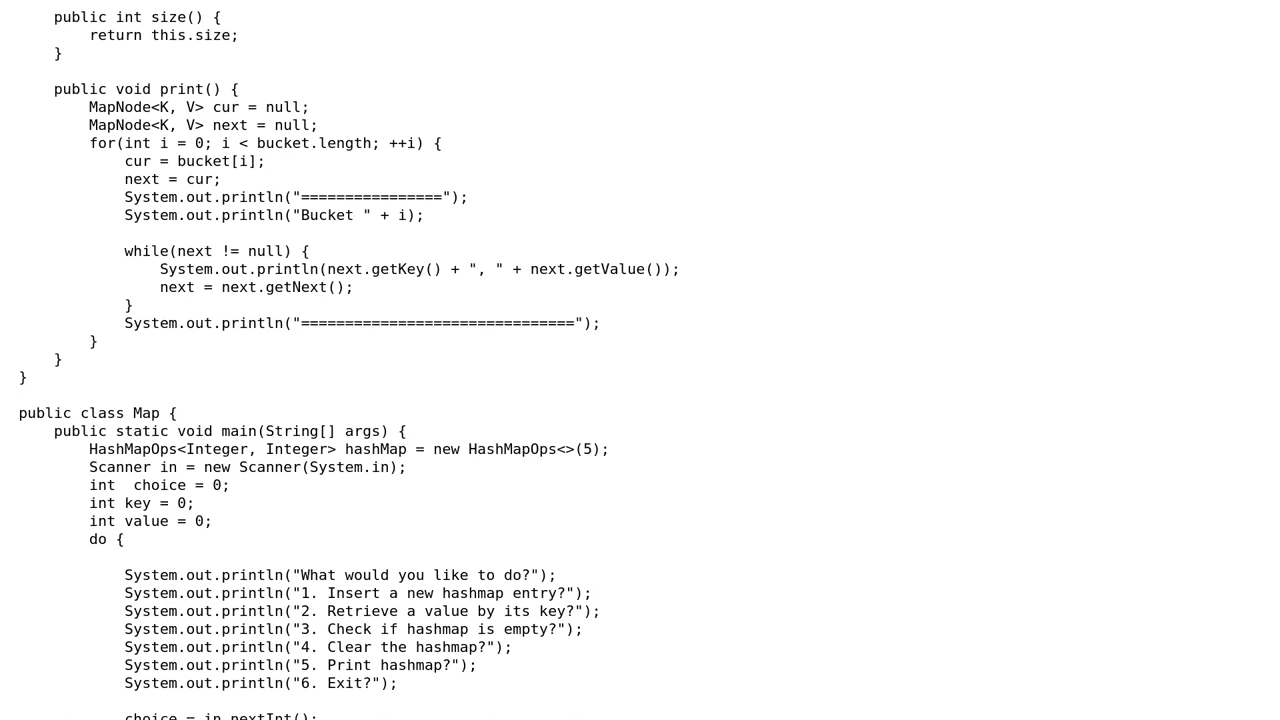 public int size() {
        return this.size;
    }

    public void print() {
        MapNode<K, V> cur = null;
        MapNode<K, V> next = null;
        for(int i = 0; i < bucket.length; ++i) {
            cur = bucket[i];
            next = cur;
            System.out.println("================");
            System.out.println("Bucket " + i);

            while(next != null) {
                System.out.println(next.getKey() + ", " + next.getValue());
                next = next.getNext();
            }
            System.out.println("===============================");
        }
    }
}

public class Map {
    public static void main(String[] args) {
        HashMapOps<Integer, Integer> hashMap = new HashMapOps<>(5);
        Scanner in = new Scanner(System.in);
        int  choice = 0;
        int key = 0;
        int value = 0;
        do {

            System.out.println("What would you like to do?");
            System.out.println("1. Insert a new hashmap entry?");
            System.out.println("2. Retrieve a value by its key?");
            System.out.println("3. Check if hashmap is empty?");
            System.out.println("4. Clear the hashmap?");
            System.out.println("5. Print hashmap?");
            System.out.println("6. Exit?");

            choice = in.nextInt();